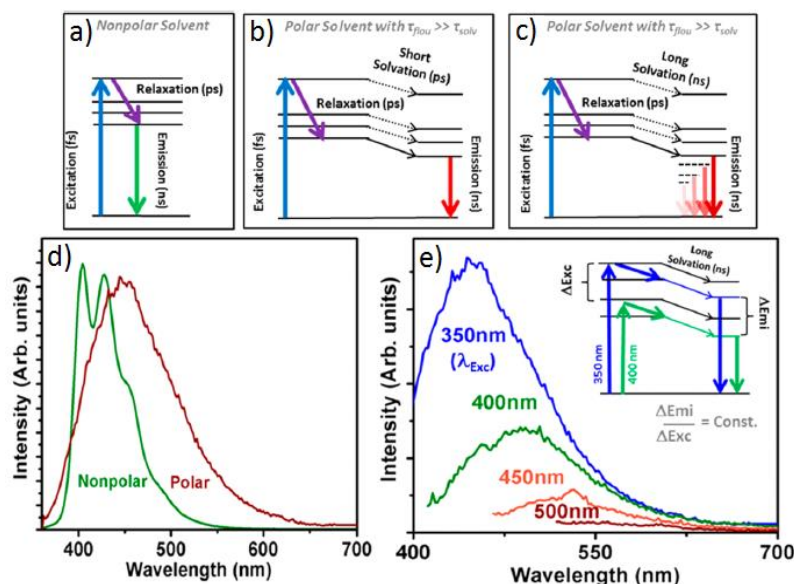 a) Nonpolar Solvent
Excitation (fs)
Relaxation (ps)
Emission (ns)
b) Polar Solvent with τflou >> τsolv
Short
Solvation (ps)
Excitation (fs)
Relaxation (ps)
Emission (ns)
c) Polar Solvent with τflou >> τsolv
Long
Solvation (ns)
Excitation (fs)
Relaxation (ps)
Emission (ns)
d)
Intensity (Arb. units)
Nonpolar
Polar
400 500 600 700
Wavelength (nm)
e)
Intensity (Arb. units)
350nm
(λExc)
400nm
450nm
500nm
Long
Solvation (ns)
ΔExc
ΔEmi
350 nm
400 nm
ΔEmi
ΔExc
= Const.
400 550 700
Wavelength (nm)